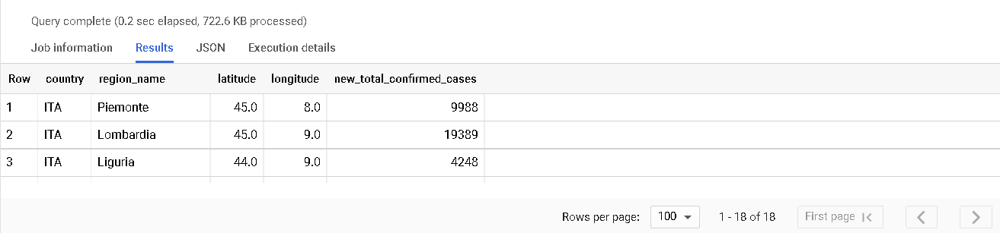 Query complete (0.2 sec elapsed, 722.6 KB processed)
Job information Results JSON Execution details
Row country region_name latitude longitude new_total_confirmed_cases
1 ITA Piemonte 45.0 8.0 9988
2 ITA Lombardia 45.0 9.0 19389
3 ITA Liguria 44.0 9.0 4248
Rows per page: 100 1 - 18 of 18 First page